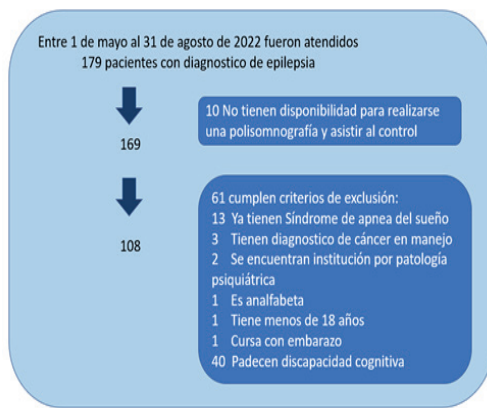 Entre 1 de mayo al 31 de agosto de 2022 fueron atendidos
179 pacientes con diagnostico de epilepsia
10 No tienen disponibilidad para realizarse
una polisomnografía y asistir al control
169
61 cumplen criterios de exclusión:
13 Ya tienen Síndrome de apnea del sueño
3 Tienen diagnostico de cáncer en manejo
2 Se encuentran institución por patología
psiquiátrica
1 Es analfabeta
1 Tiene menos de 18 años
1 Cursa con embarazo
40 Padecen discapacidad cognitiva
108